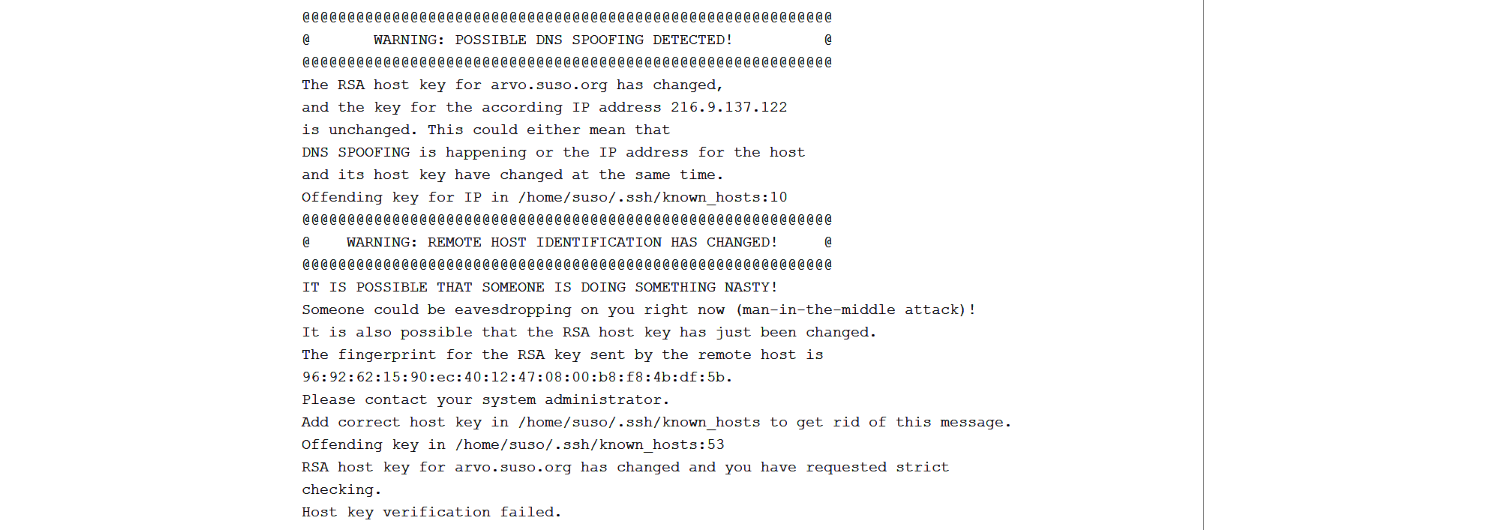 @@@@@@@@@@@@@@@@@@@@@@@@@@@@@@@@@@@@@@@@@@@@@@@@@@@@@@@@@@@
@       WARNING: POSSIBLE DNS SPOOFING DETECTED!          @
@@@@@@@@@@@@@@@@@@@@@@@@@@@@@@@@@@@@@@@@@@@@@@@@@@@@@@@@@@@
The RSA host key for arvo.suso.org has changed,
and the key for the according IP address 216.9.137.122
is unchanged. This could either mean that
DNS SPOOFING is happening or the IP address for the host
and its host key have changed at the same time.
Offending key for IP in /home/suso/.ssh/known_hosts:10
@@@@@@@@@@@@@@@@@@@@@@@@@@@@@@@@@@@@@@@@@@@@@@@@@@@@@@@@@@@
@    WARNING: REMOTE HOST IDENTIFICATION HAS CHANGED!     @
@@@@@@@@@@@@@@@@@@@@@@@@@@@@@@@@@@@@@@@@@@@@@@@@@@@@@@@@@@@
IT IS POSSIBLE THAT SOMEONE IS DOING SOMETHING NASTY!
Someone could be eavesdropping on you right now (man-in-the-middle attack)!
It is also possible that the RSA host key has just been changed.
The fingerprint for the RSA key sent by the remote host is
96:92:62:15:90:ec:40:12:47:08:00:b8:f8:4b:df:5b.
Please contact your system administrator.
Add correct host key in /home/suso/.ssh/known_hosts to get rid of this message.
Offending key in /home/suso/.ssh/known_hosts:53
RSA host key for arvo.suso.org has changed and you have requested strict
checking.
Host key verification failed.